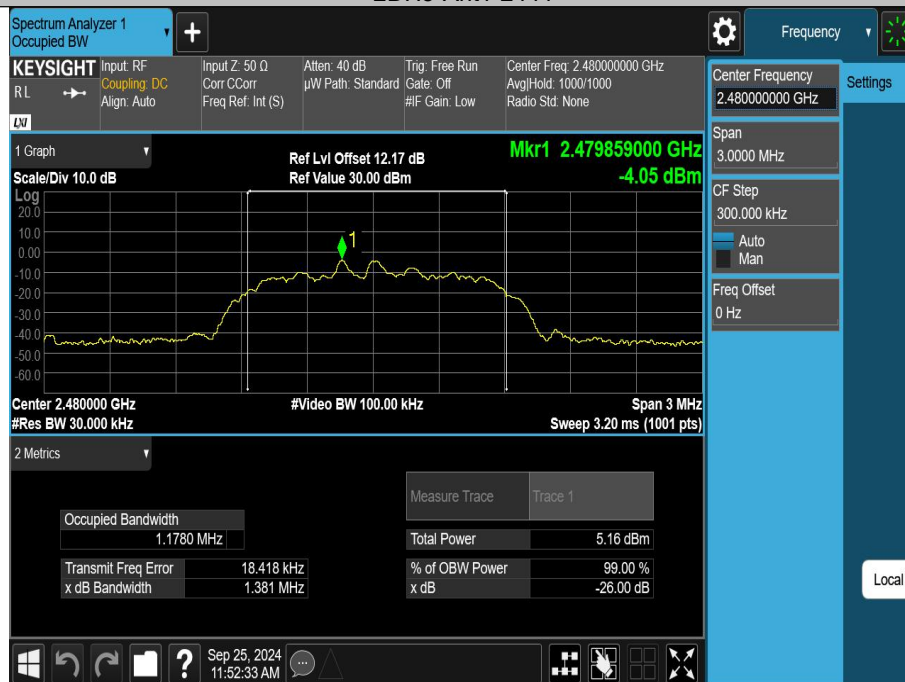 Spectrum Analyzer 1
Occupied BW
Frequency
KEYSIGHT
RL
LXI
Input: RF
Coupling: DC
Align: Auto
Input Z: 50 Ω
Corr CCorr
Freq Ref: Int (S)
Atten: 40 dB
µW Path: Standard
Trig: Free Run
Gate: Off
#IF Gain: Low
Center Freq: 2.480000000 GHz
Avg|Hold: 1000/1000
Radio Std: None
Center Frequency
2.480000000 GHz
Settings
Span
3.0000 MHz
CF Step
300.000 kHz
Auto
Man
Freq Offset
0 Hz
Local
1 Graph
Scale/Div 10.0 dB
Ref Lvl Offset 12.17 dB
Ref Value 30.00 dBm
Mkr1 2.479859000 GHz
-4.05 dBm
Log
20.0
10.0
0.00
-10.0
-20.0
-30.0
-40.0
-50.0
-60.0
1
Center 2.480000 GHz
#Res BW 30.000 kHz
#Video BW 100.00 kHz
Span 3 MHz
Sweep 3.20 ms (1001 pts)
2 Metrics
Measure Trace Trace 1
Occupied Bandwidth
1.1780 MHz
Total Power 5.16 dBm
Transmit Freq Error 18.418 kHz
% of OBW Power 99.00 %
x dB Bandwidth 1.381 MHz
x dB -26.00 dB
?
Sep 25, 2024
11:52:33 AM